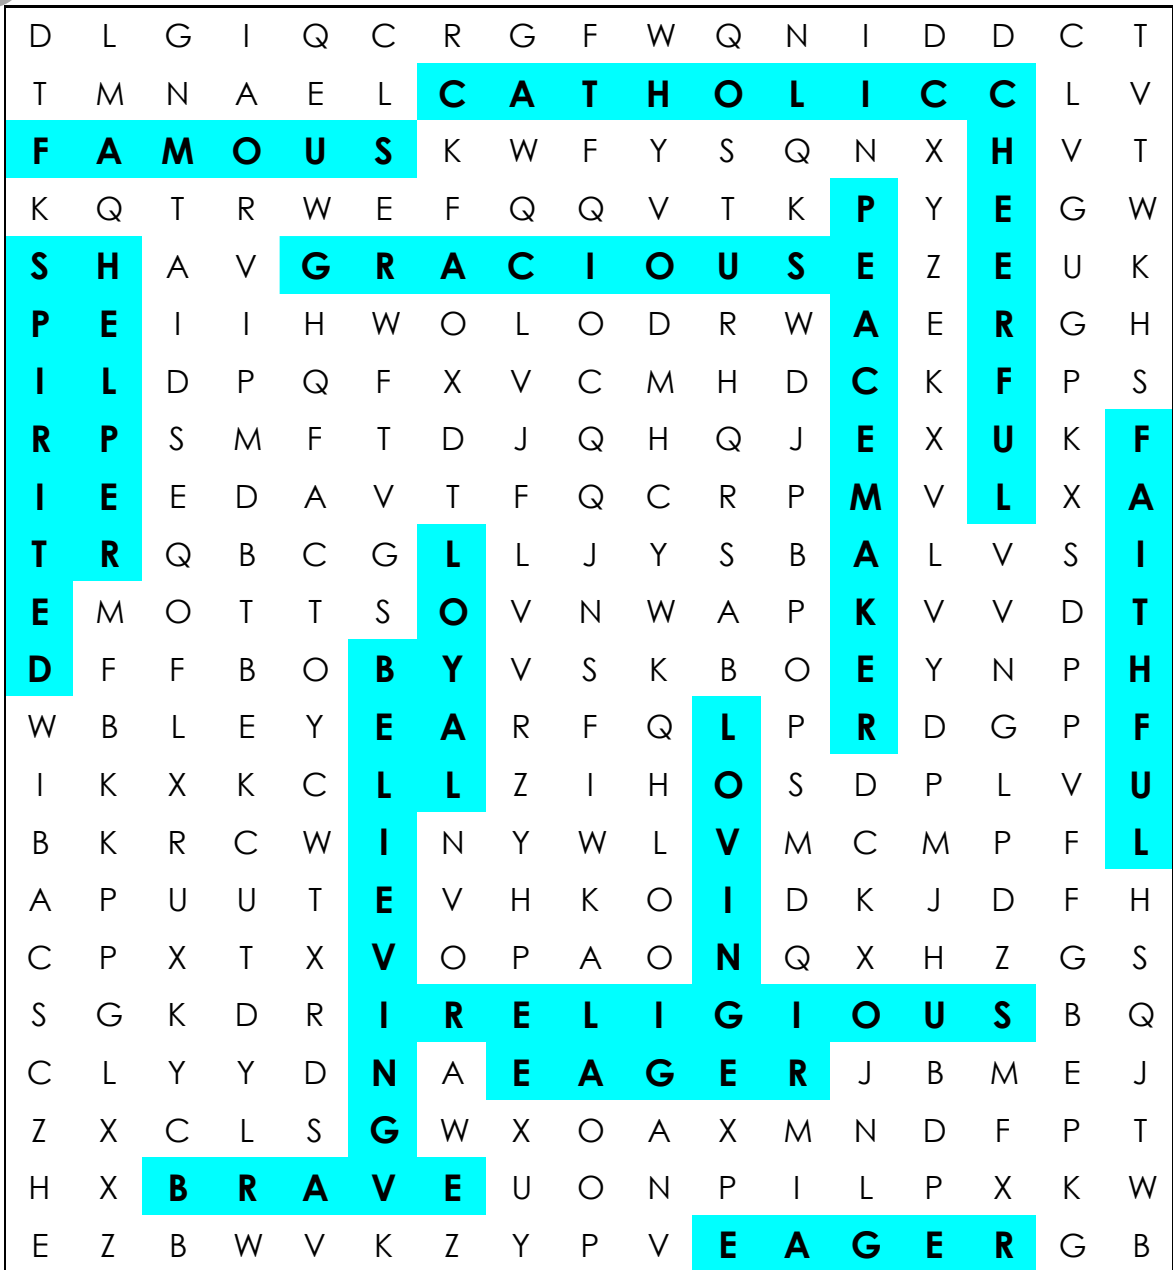 D L G I Q C R G F W Q N I D D C T
T M N A E L C A T H O L I C C L V
F A M O U S K W F Y S Q N X H V T
K Q T R W E F Q Q V T K P Y E G W
S H A V G R A C I O U S E Z E U K
P E I I H W O L O D R W A E R G H
I L D P Q F X V C M H D C K F P S
R P S M F T D J Q H Q J E X U K F
I E E D A V T F Q C R P M V L X A
T R Q B C G L L J Y S B A L V S I
E M O T T S O V N W A P K V V D T
D F F B O B Y V S K B O E Y N P H
W B L E Y E A R F Q L P R D G P F
I K X K C L L Z I H O S D P L V U
B K R C W I N Y W L V M C M P F L
A P U U T E V H K O I D K J D F H
C P X T X V O P A O N Q X H Z G S
S G K D R I R E L I G I O U S B Q
C L Y Y D N A E A G E R J B M E J
Z X C L S G W X O A X M N D F P T
H X B R A V E U O N P I L P X K W
E Z B W V K Z Y P V E A G E R G B